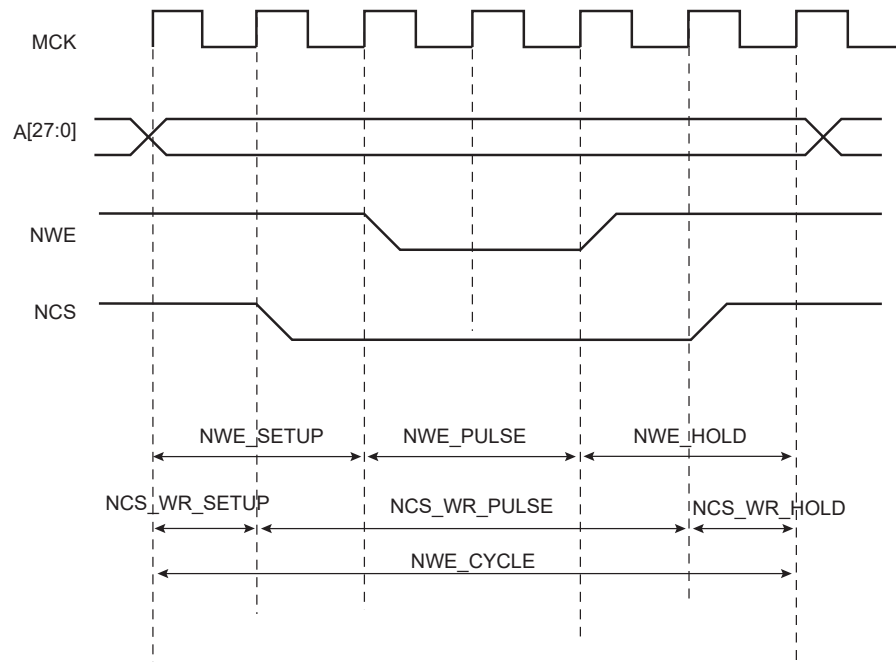 MCK
A[27:0]
NWE
NCS
NWE_SETUP NWE_PULSE NWE_HOLD
NCS_WR_SETUP NCS_WR_PULSE NCS_WR_HOLD
NWE_CYCLE